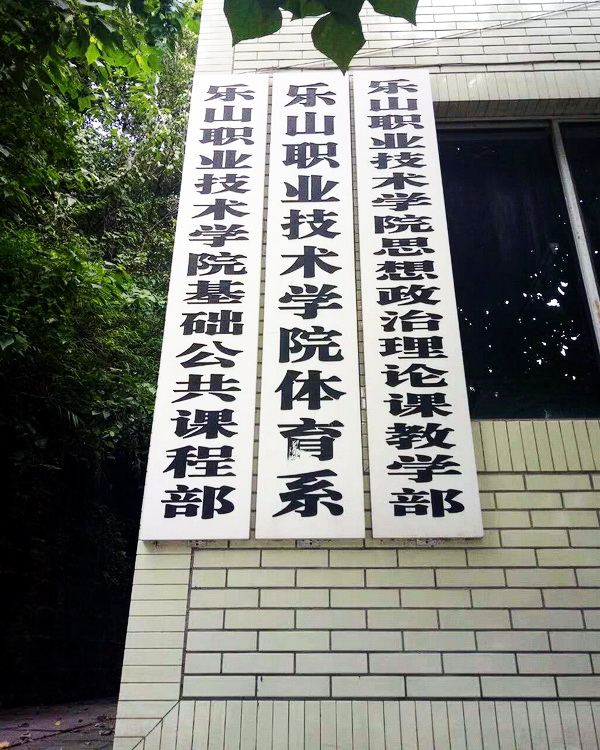 乐山职业技术学院基础公共课程部
乐山职业技术学院体育系
乐山职业技术学院思想政治理论课教学部